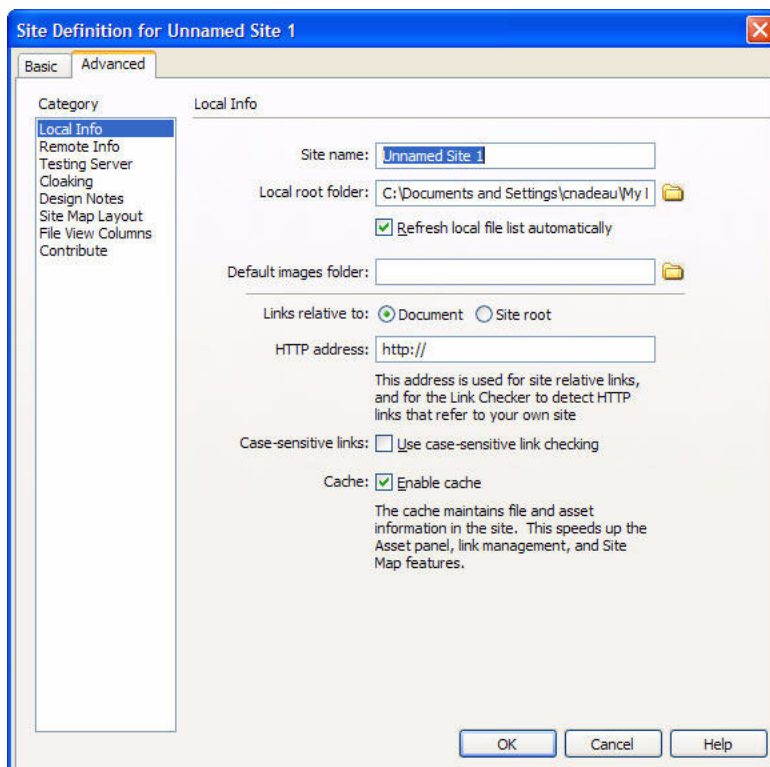 Site Definition for Unnamed Site 1
Basic
Advanced
Category
Local Info
Remote Info
Testing Server
Cloaking
Design Notes
Site Map Layout
File View Columns
Contribute
Local Info
Site name: Unnamed Site 1
Local root folder: C:\Documents and Settings\cnadeau\My
Refresh local file list automatically
Default images folder:
Links relative to: Document Site root
HTTP address: http://
This address is used for site relative links,
and for the Link Checker to detect HTTP
links that refer to your own site
Case-sensitive links: Use case-sensitive link checking
Cache: Enable cache
The cache maintains file and asset
information in the site. This speeds up the
Asset panel, link management, and Site
Map features.
OK Cancel Help